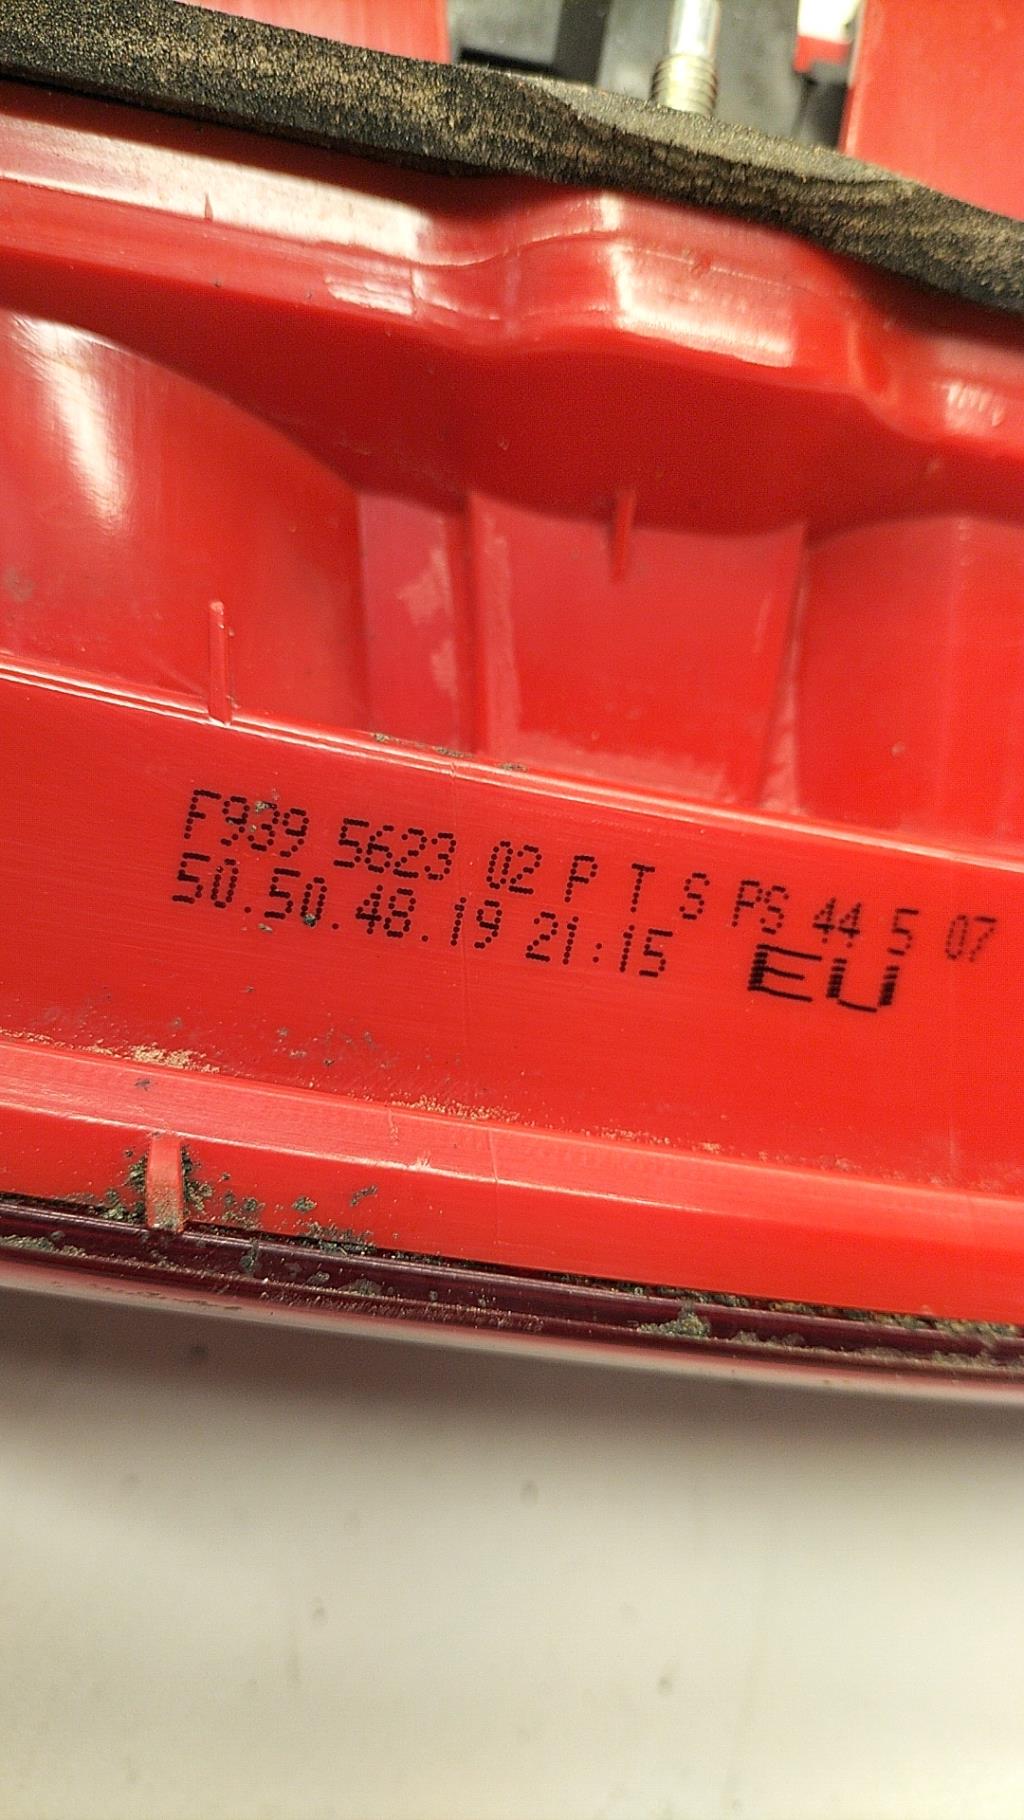 F939 5623 02 P T S PS 44 5 07
50.50.48.19 21:15 EU